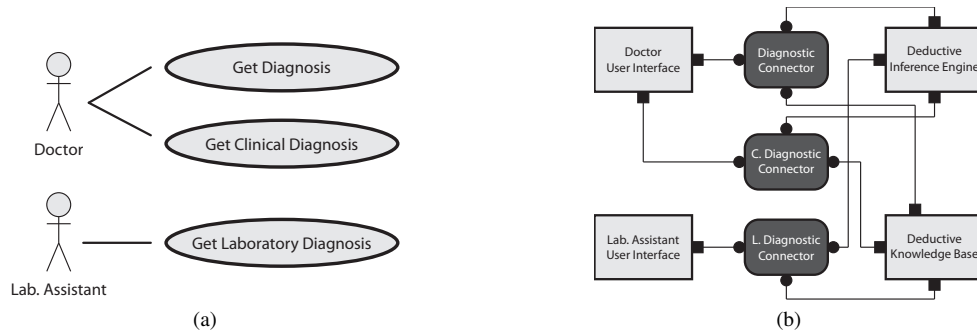 Get Diagnosis
Get Clinical Diagnosis
Doctor
Get Laboratory Diagnosis
Lab. Assistant
(a)
Doctor
User Interface
Diagnostic
Connector
Deductive
Inference Engine
C. Diagnostic
Connector
Lab. Assistant
User Interface
L. Diagnostic
Connector
Deductive
Knowledge Base
(b)